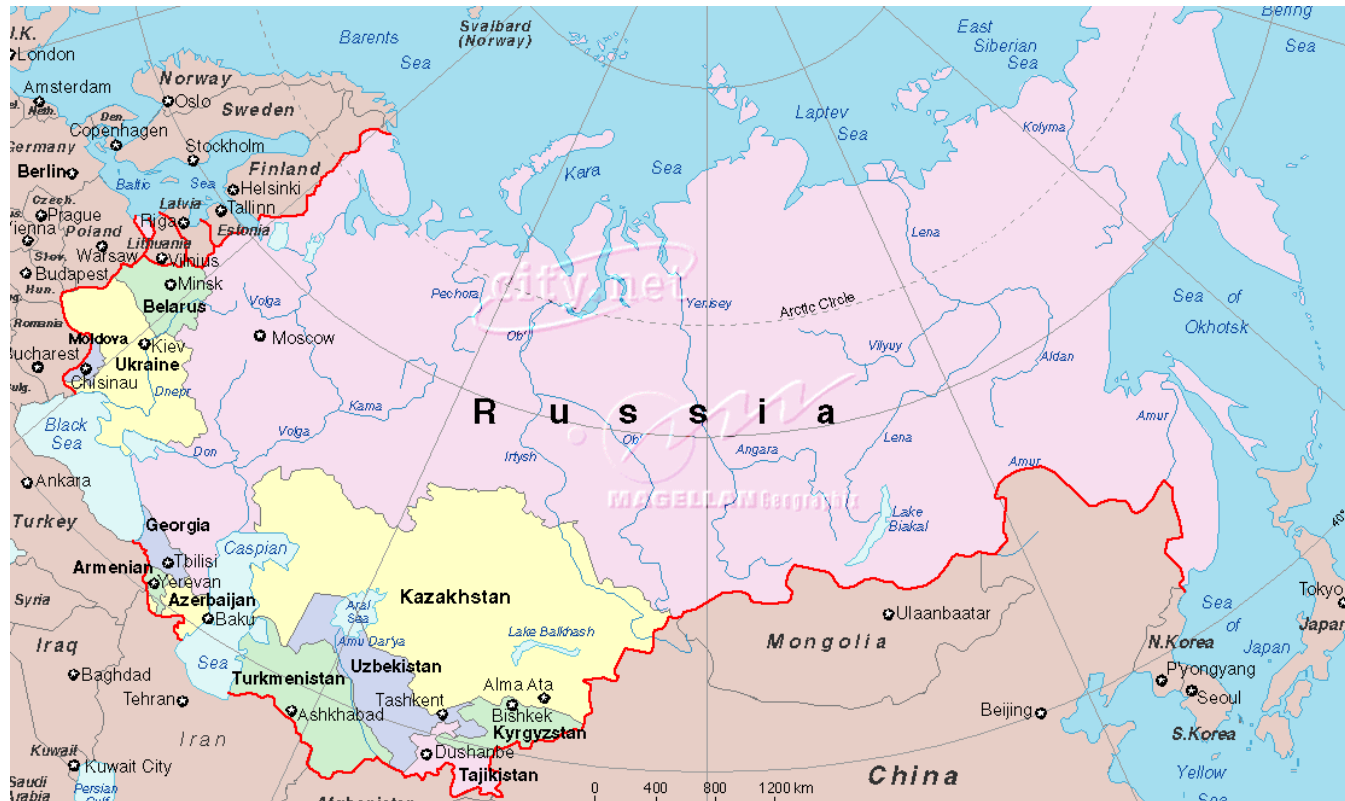 U.K.
London
Amsterdam
Neth.
Germany
Berlin
Den.
Copenhagen
Norway
Oslo
Sweden
Stockholm
Baltic Sea
Finland
Helsinki
Tallinn
Estonia
Latvia
Riga
Lithuania
Vilnius
Czech.
Prague
Vienna
Poland
Warsaw
Slov.
Budapest
Hun.
Romania
Bucharest
Bulg.
Svalbard
(Norway)
Barents
Sea
Kara Sea
Laptev
Sea
East
Siberian
Sea
Bering
Sea
Kolyma
Lena
Sea of
Okhotsk
Arctic Circle
Pechora
Ob'
Yenisey
Vilyuy
Aldan
Amur
Minsk
Belarus
Volga
Moscow
Moldova
Kiev
Ukraine
Chisinau
Dnepr
Kama
Volga
Don
Russia
Irtysh
Ob'
Angara
Lena
Amur
Lake
Biakal
city.net
MAGELLAN Geographix
Black
Sea
Ankara
Turkey
Georgia
Tbilisi
Armenian
Yerevan
Azerbaijan
Baku
Caspian
Sea
Syria
Iraq
Baghdad
Tehran
Iran
Kuwait
Kuwait City
Saudi
Arabia
Persian
Gulf
Kazakhstan
Aral
Sea
Amu Dar'ya
Lake Balkhash
Uzbekistan
Turkmenistan
Tashkent
Ashkhabad
Alma Ata
Bishkek
Kyrgyzstan
Dushanbe
Tajikistan
Afghanistan
Ulaanbaatar
Mongolia
Beijing
China
N.Korea
P'yongyang
Seoul
S.Korea
Sea
of
Japan
Tokyo
Japan
40°
Yellow
Sea
0 400 800 1200 km